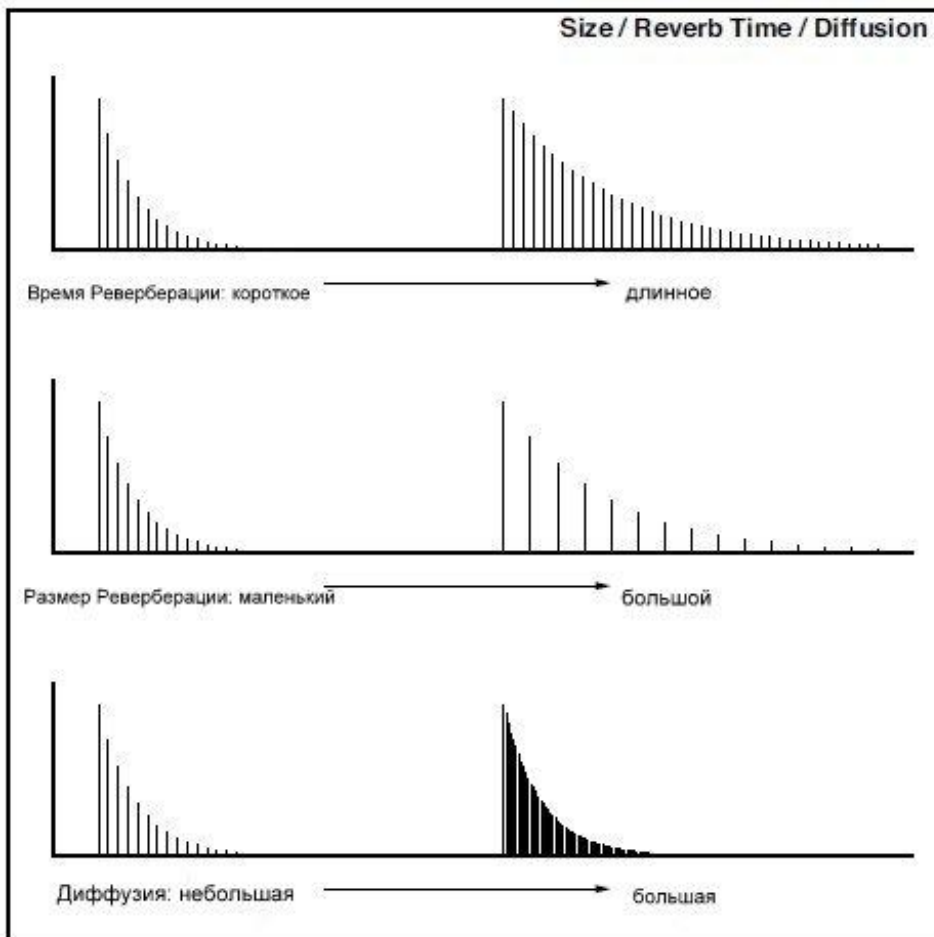 Size / Reverb Time / Diffusion
Время Реверберации: короткое длинное
Размер Реверберации: маленький большой
Диффузия: небольшая большая